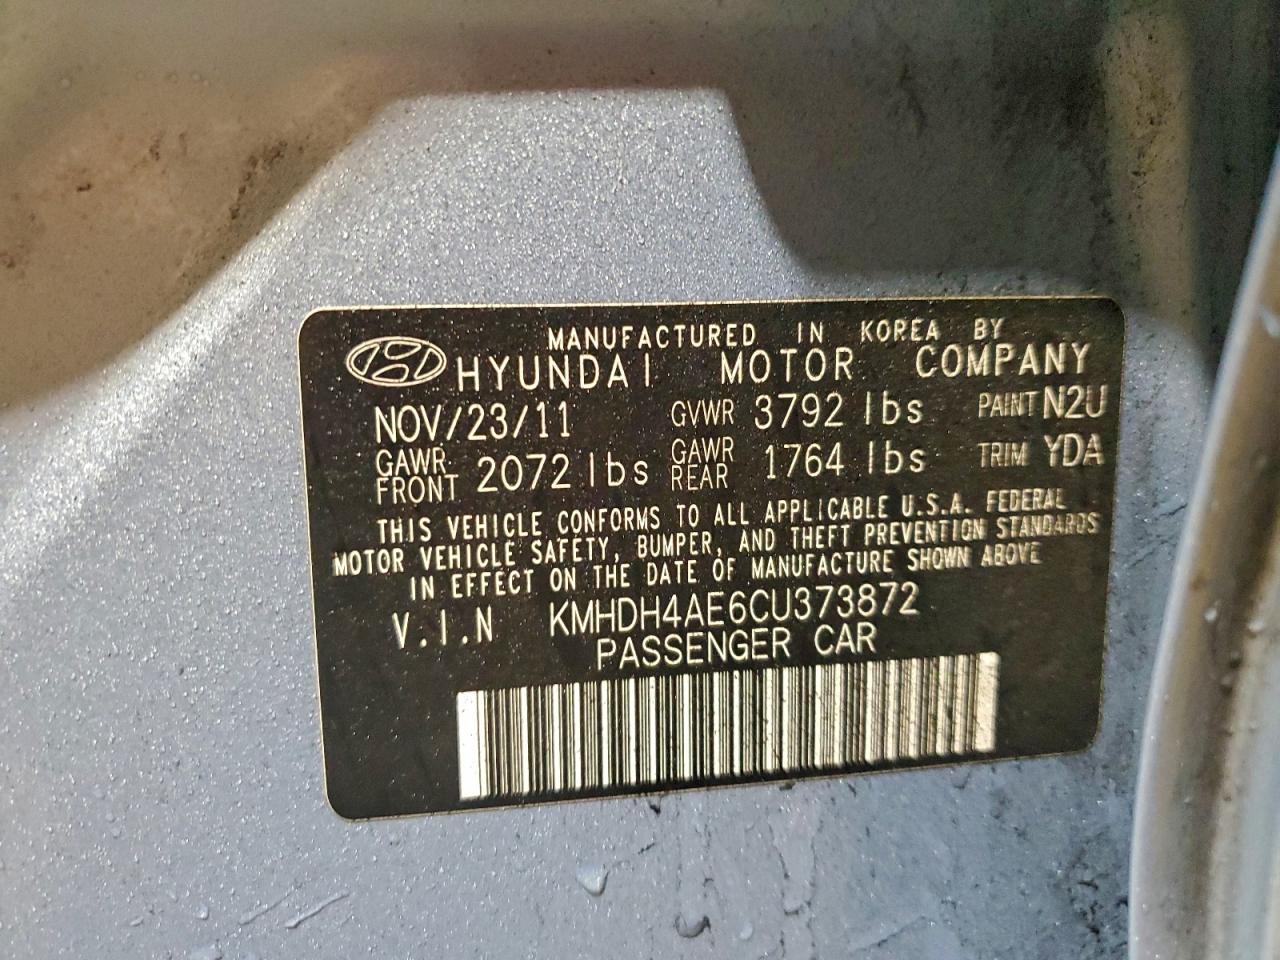 MANUFACTURED IN KOREA BY
HYUNDAI MOTOR COMPANY
NOV/23/11 GVWR 3792 lbs PAINT N2U
GAWR FRONT 2072 lbs GAWR REAR 1764 lbs TRIM YDA
THIS VEHICLE CONFORMS TO ALL APPLICABLE U.S.A. FEDERAL
MOTOR VEHICLE SAFETY, BUMPER, AND THEFT PREVENTION STANDARDS
IN EFFECT ON THE DATE OF MANUFACTURE SHOWN ABOVE
V.I.N KMHDH4AE6CU373872
PASSENGER CAR